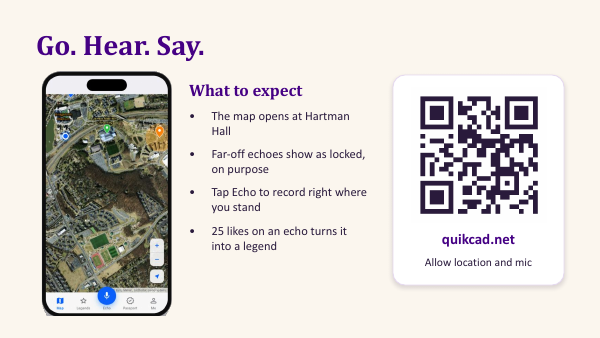 Go. Hear. Say.
What to expect
• The map opens at Hartman
Hall
• Far-off echoes show as locked,
on purpose
• Tap Echo to record right where
you stand
• 25 likes on an echo turns it
into a legend
quikcad.net
Allow location and mic
+
−
Map
Echo
Me